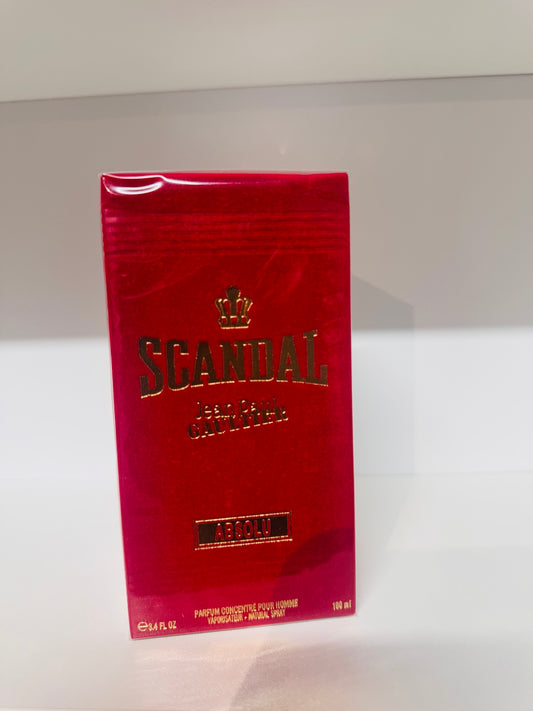 SCANDAL
Jean Paul
GAULTIER
ABSOLU
PARFUM CONCENTRÉ POUR HOMME
VAPORISATEUR - NATURAL SPRAY
℮ 3.4 FL OZ
100 ml